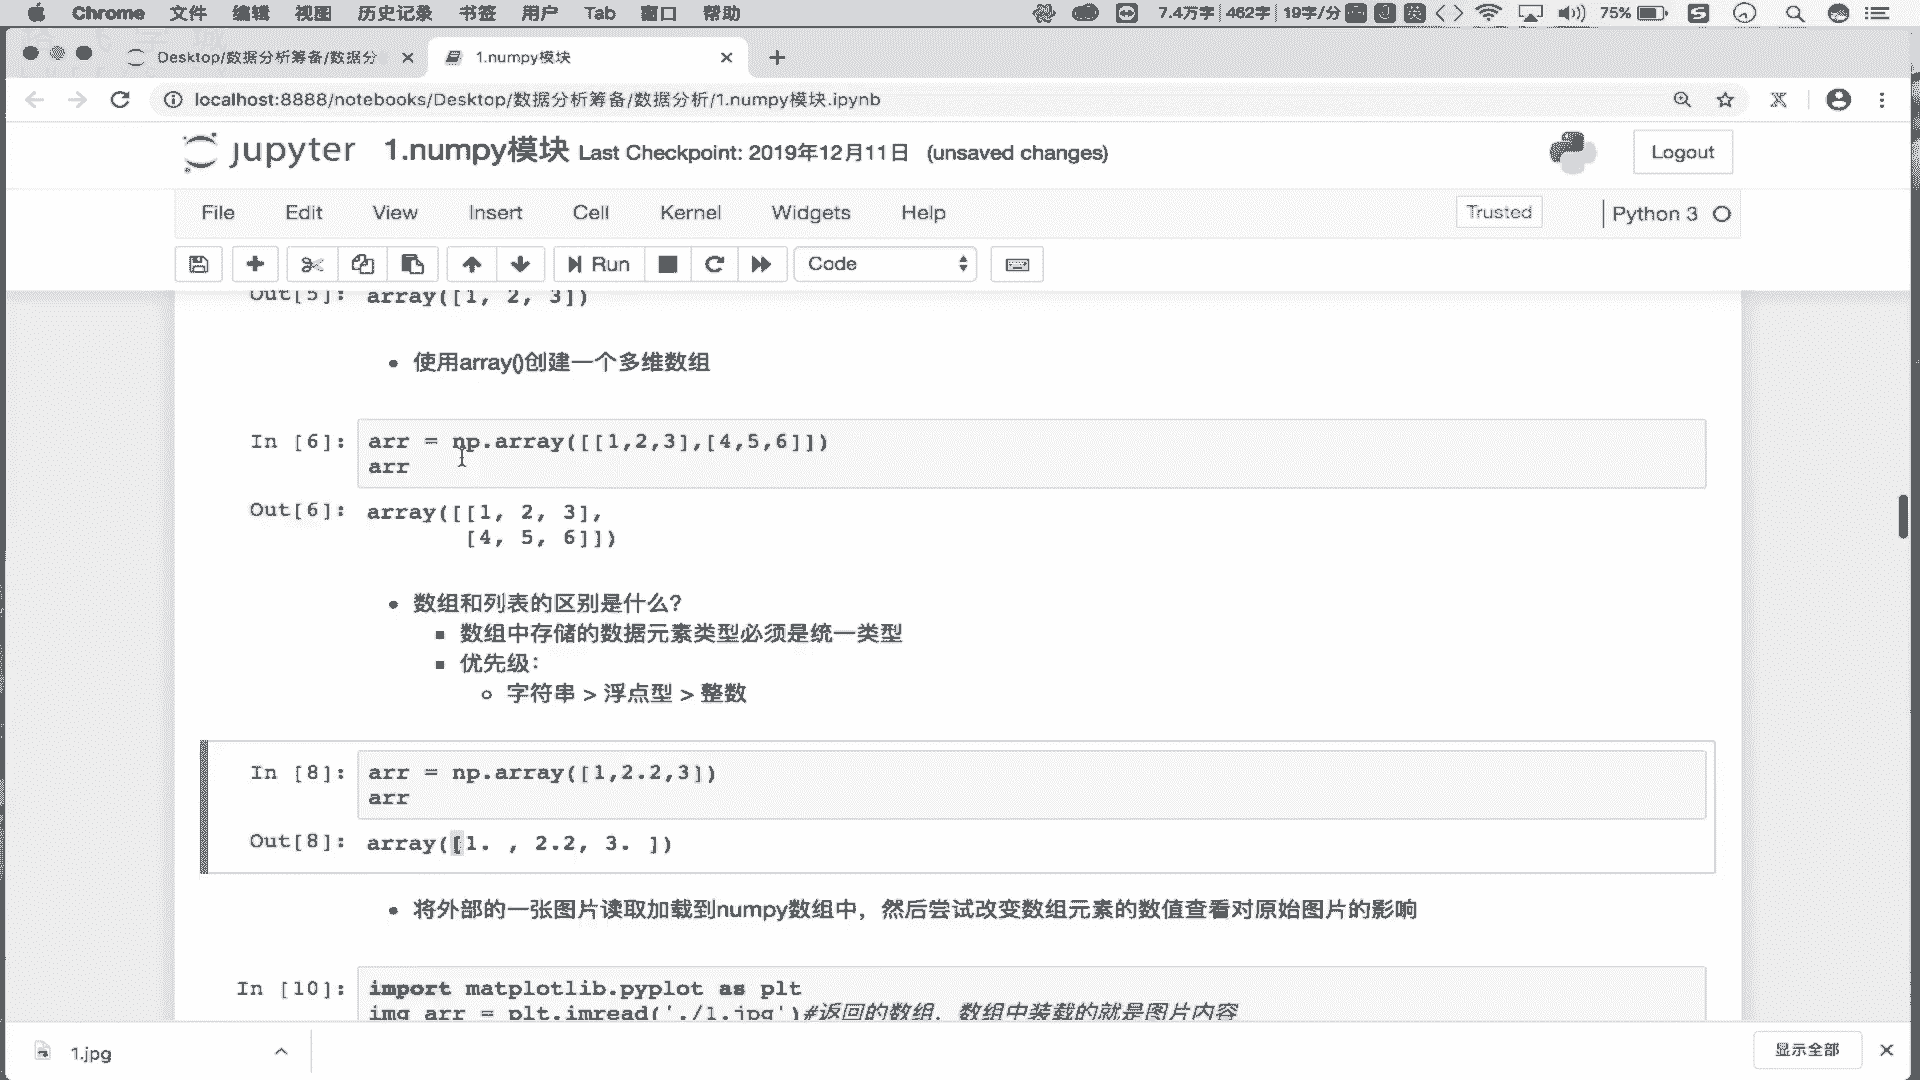 Chrome 文件 编辑 视图 历史记录 书签 用户 Tab 窗口 帮助 7.4万字 462字 19字/分 英 75% S
Desktop/数据分析筹备/数据分 1.numpy模块
localhost:8888/notebooks/Desktop/数据分析筹备/数据分析/1.numpy模块.ipynb
jupyter 1.numpy模块 Last Checkpoint: 2019年12月11日 (unsaved changes) Logout
File Edit View Insert Cell Kernel Widgets Help Trusted Python 3
Run Code
Out[5]: array([1, 2, 3])
• 使用array()创建一个多维数组
In [6]: arr = np.array([[1,2,3],[4,5,6]])
arr
Out[6]: array([[1, 2, 3],
[4, 5, 6]])
• 数组和列表的区别是什么?
▪ 数组中存储的数据元素类型必须是统一类型
▪ 优先级:
◦ 字符串 > 浮点型 > 整数
In [8]: arr = np.array([1,2.2,3])
arr
Out[8]: array([1. , 2.2, 3. ])
• 将外部的一张图片读取加载到numpy数组中，然后尝试改变数组元素的数值查看对原始图片的影响
In [10]: import matplotlib.pyplot as plt
img_arr = plt.imread('./1.jpg')#返回的数组，数组中装载的就是图片内容
1.jpg 显示全部